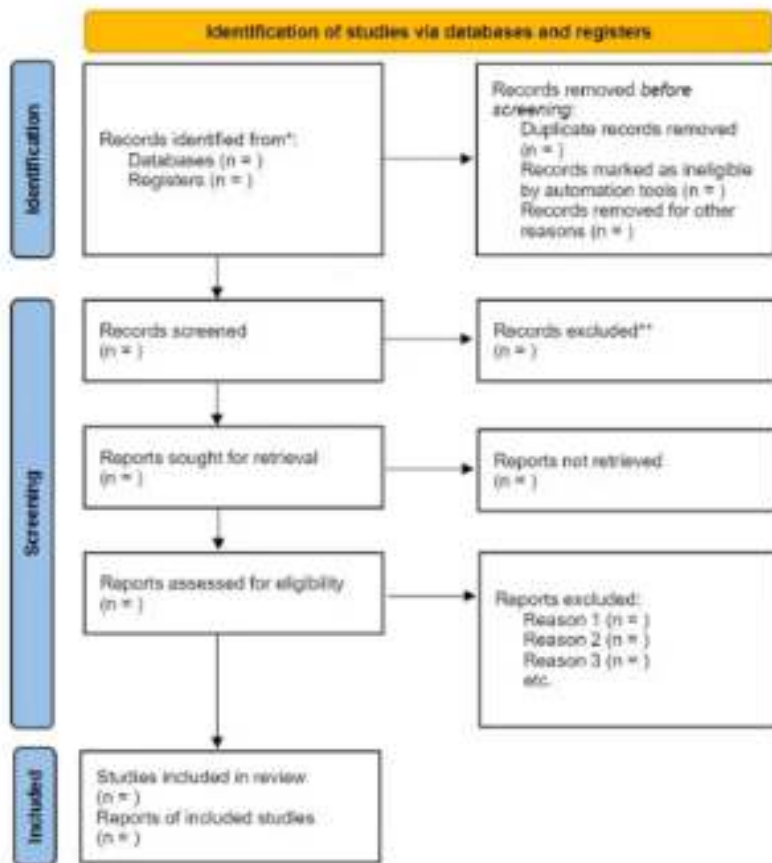 Identification of studies via databases and registers
Identification
Records identified from*:
Databases (n = )
Registers (n = )
Records removed before
screening:
Duplicate records removed
(n = )
Records marked as ineligible
by automation tools (n = )
Records removed for other
reasons (n = )
Screening
Records screened
(n = )
Records excluded**
(n = )
Reports sought for retrieval
(n = )
Reports not retrieved
(n = )
Reports assessed for eligibility
(n = )
Reports excluded:
Reason 1 (n = )
Reason 2 (n = )
Reason 3 (n = )
etc.
Included
Studies included in review
(n = )
Reports of included studies
(n = )